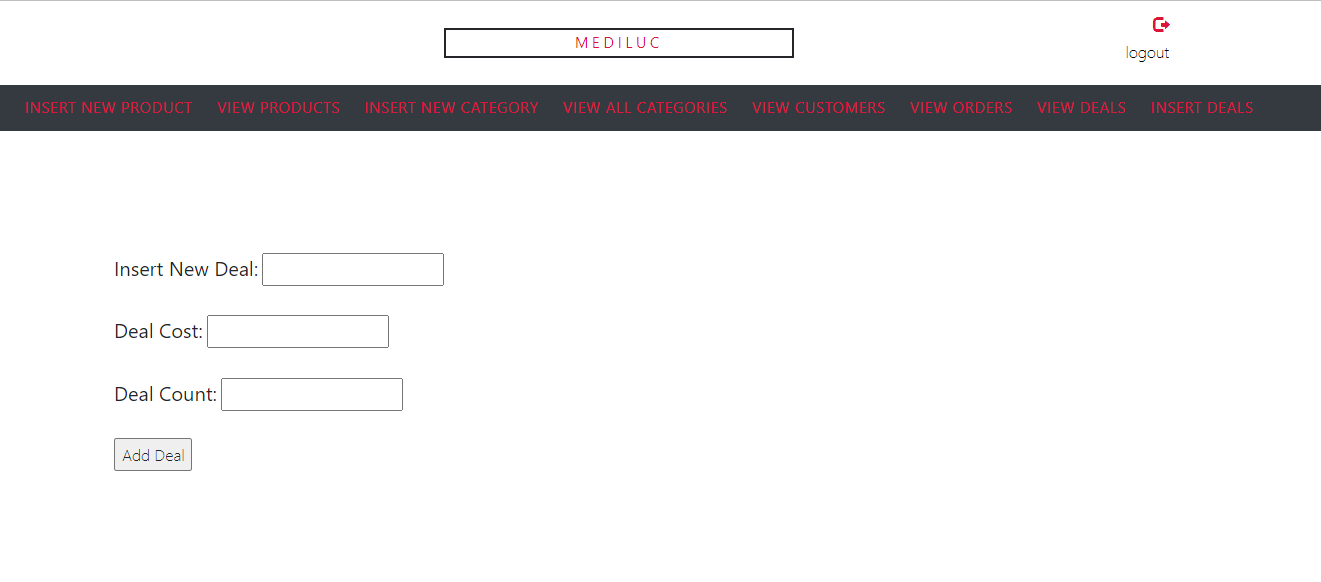 MEDILUC
logout
INSERT NEW PRODUCT VIEW PRODUCTS INSERT NEW CATEGORY VIEW ALL CATEGORIES VIEW CUSTOMERS VIEW ORDERS VIEW DEALS INSERT DEALS
Insert New Deal:
Deal Cost:
Deal Count:
Add Deal